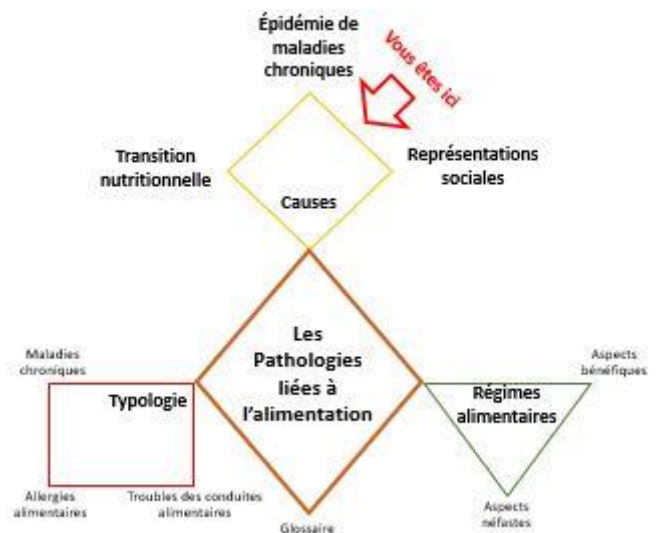 Épidémie de
maladies
chroniques
Vous êtes ici
Transition
nutritionnelle
Représentations
sociales
Causes
Les
Pathologies
liées à
l'alimentation
Maladies
chroniques
Typologie
Allergies
alimentaires
Troubles des conduites
alimentaires
Régimes
alimentaires
Aspects
bénéfiques
Aspects
néfastes
Glossaire